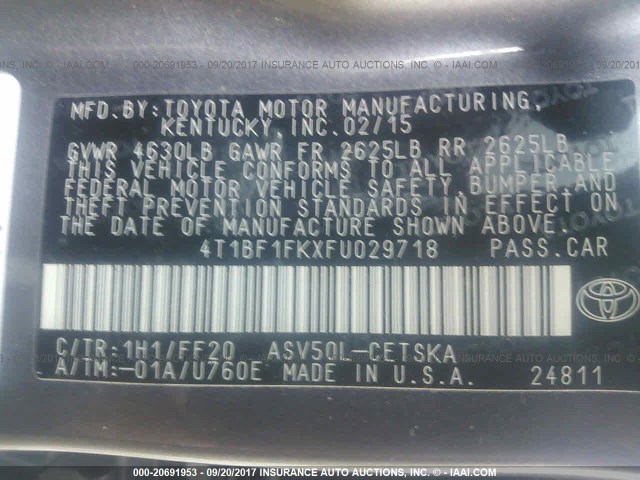 000-20691953 - 09/20/2017 INSURANCE AUTO AUCTIONS - © - IAAI.COM
MFD.BY:TOYOTA MOTOR MANUFACTURING,
KENTUCKY, INC.02/15
GVWR 4630LB GAWR FR 2625LB RR 2625LB
THIS VEHICLE CONFORMS TO ALL APPLICABLE
FEDERAL MOTOR VEHICLE SAFETY,BUMPER,AND
THEFT PREVENTION STANDARDS IN EFFECT ON
THE DATE OF MANUFACTURE SHOWN ABOVE.
4T1BF1FKXFU029718 PASS.CAR
C/TR:1H1/FF20 ASV50L-CETSKA
A/TM:-01A/U760E MADE IN U.S.A. 24811
000-20691953 - 09/20/2017 INSURANCE AUTO AUCTIONS - © - IAAI.COM